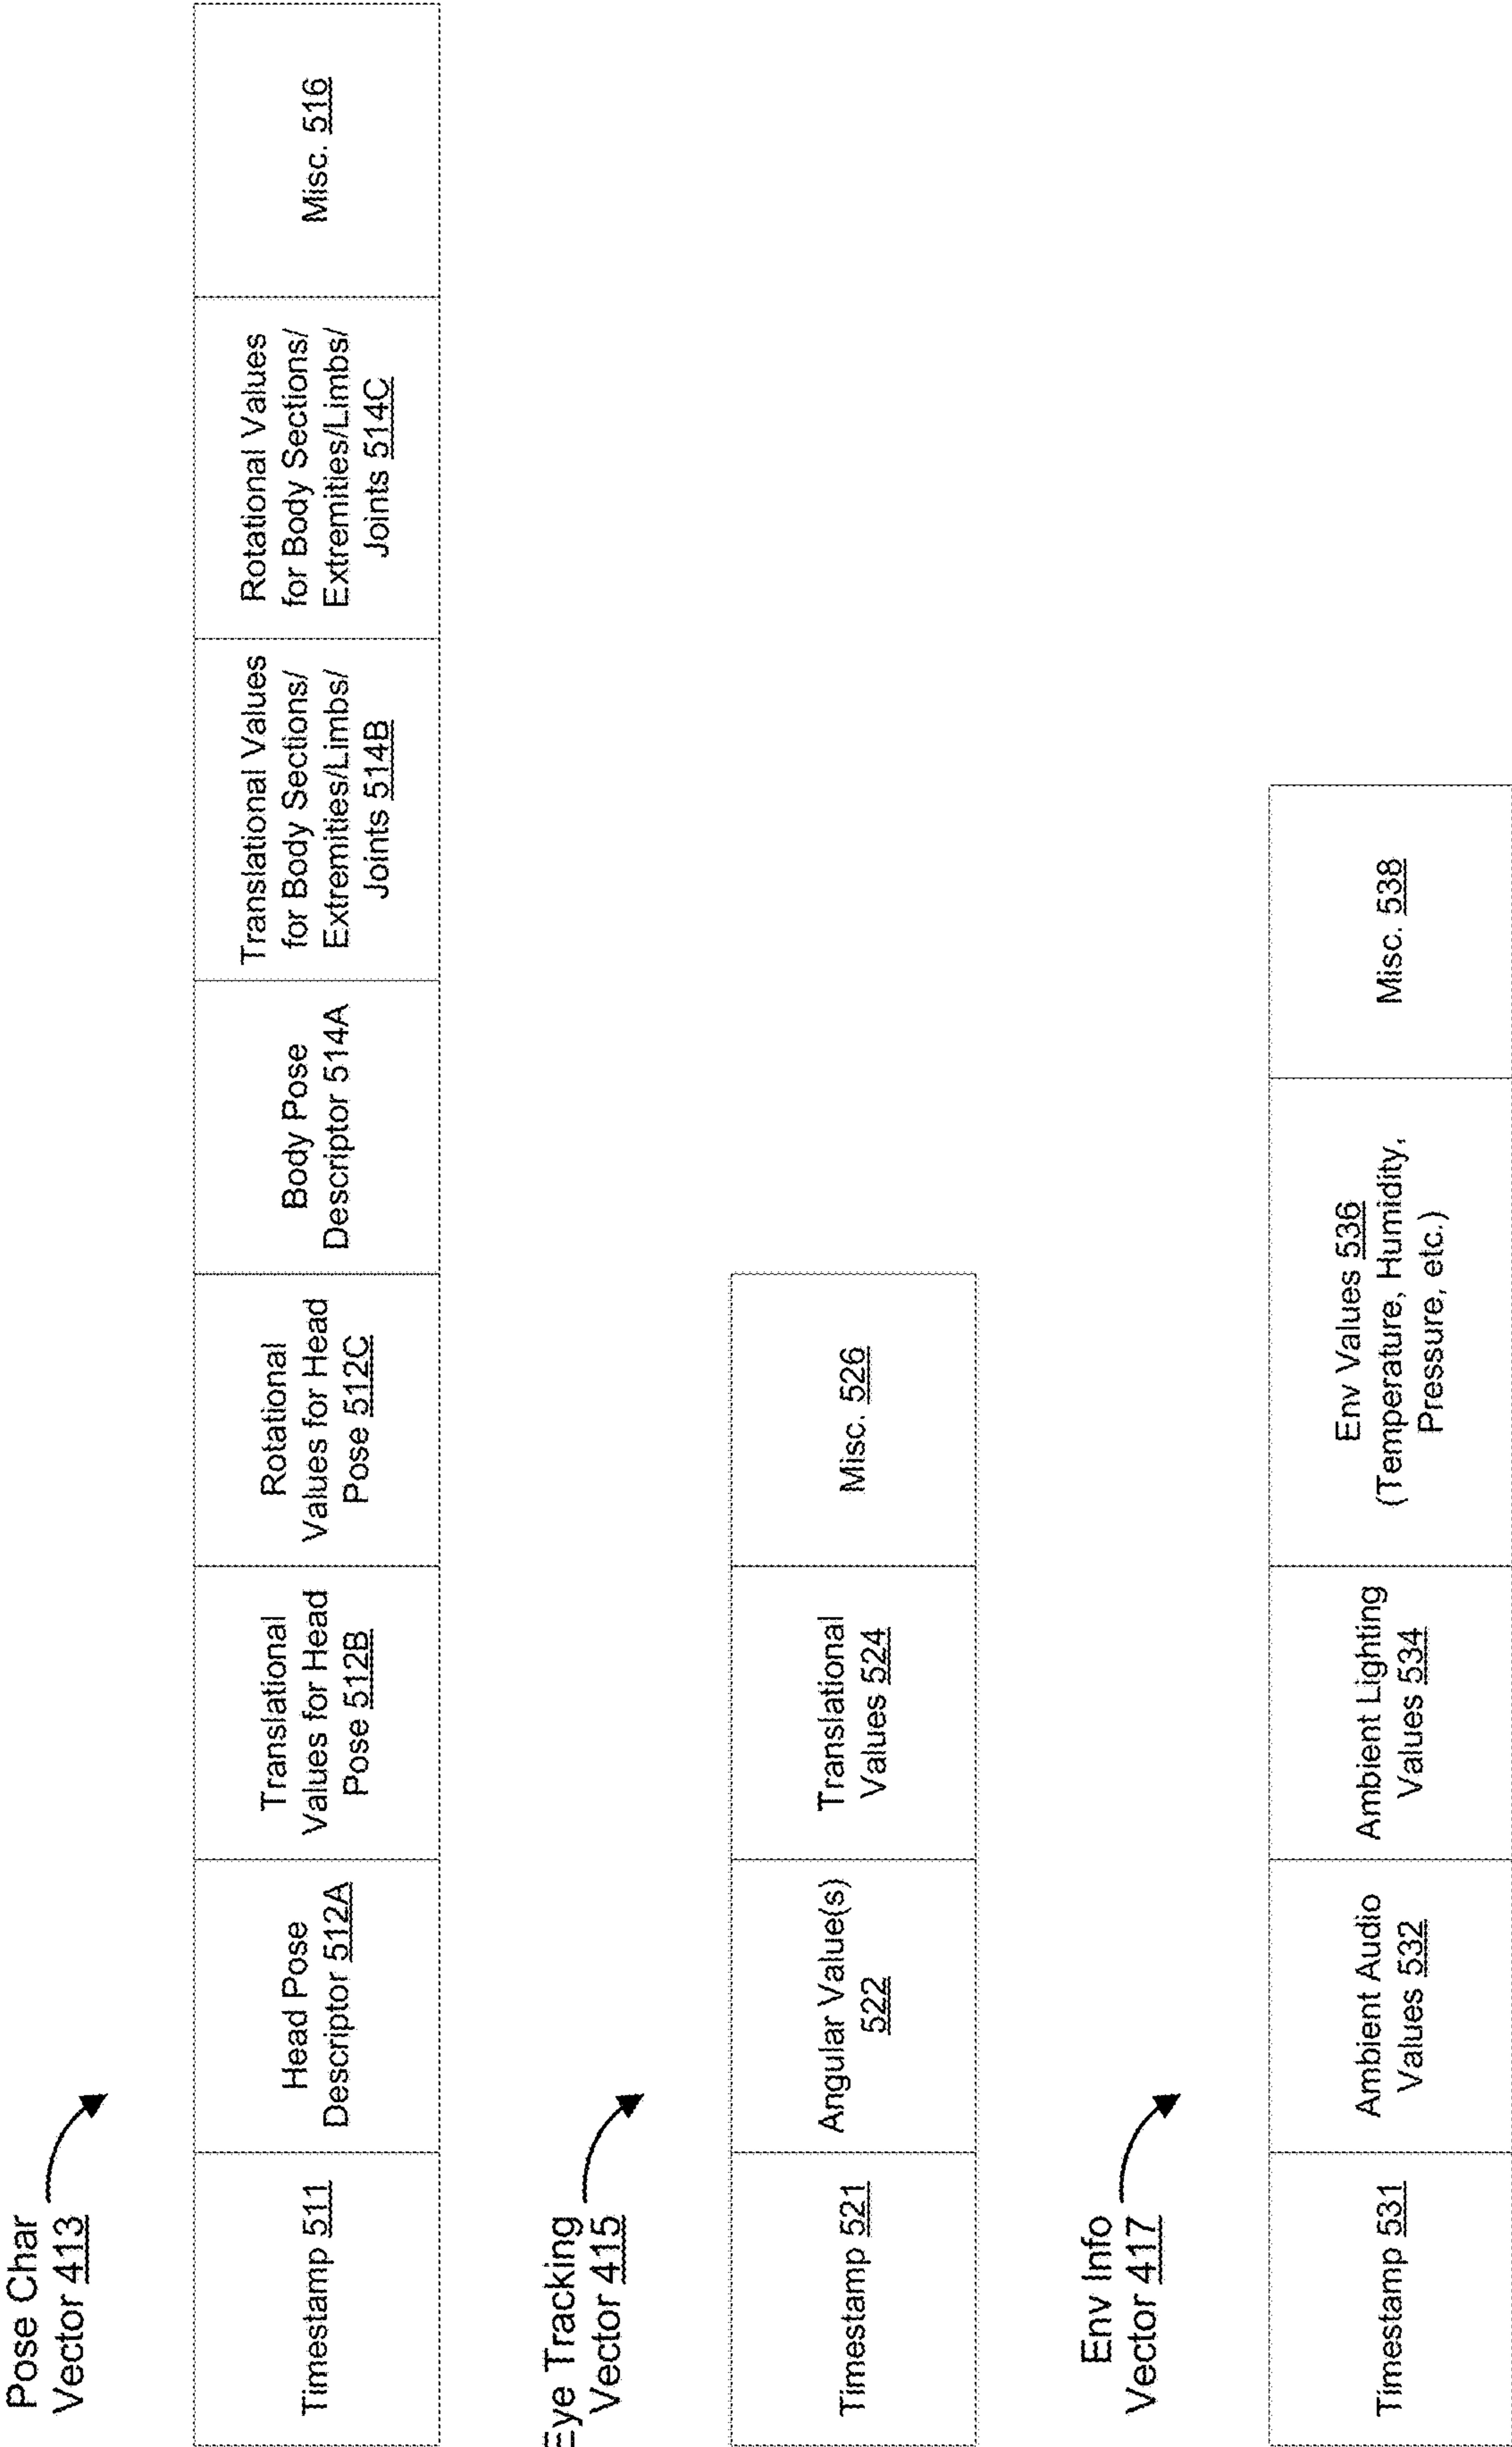 Pose Char
Vector 413
Timestamp 511
Head Pose
Descriptor 512A
Translational
Values for Head
Pose 512B
Rotational
Values for Head
Pose 512C
Body Pose
Descriptor 514A
Translational Values
for Body Sections/
Extremities/Limbs/
Joints 514B
Rotational Values
for Body Sections/
Extremities/Limbs/
Joints 514C
Misc. 516
Eye Tracking
Vector 415
Timestamp 521
Angular Value(s)
522
Translational
Values 524
Misc. 526
Env Info
Vector 417
Timestamp 531
Ambient Audio
Values 532
Ambient Lighting
Values 534
Env Values 536
(Temperature, Humidity,
Pressure, etc.)
Misc. 538